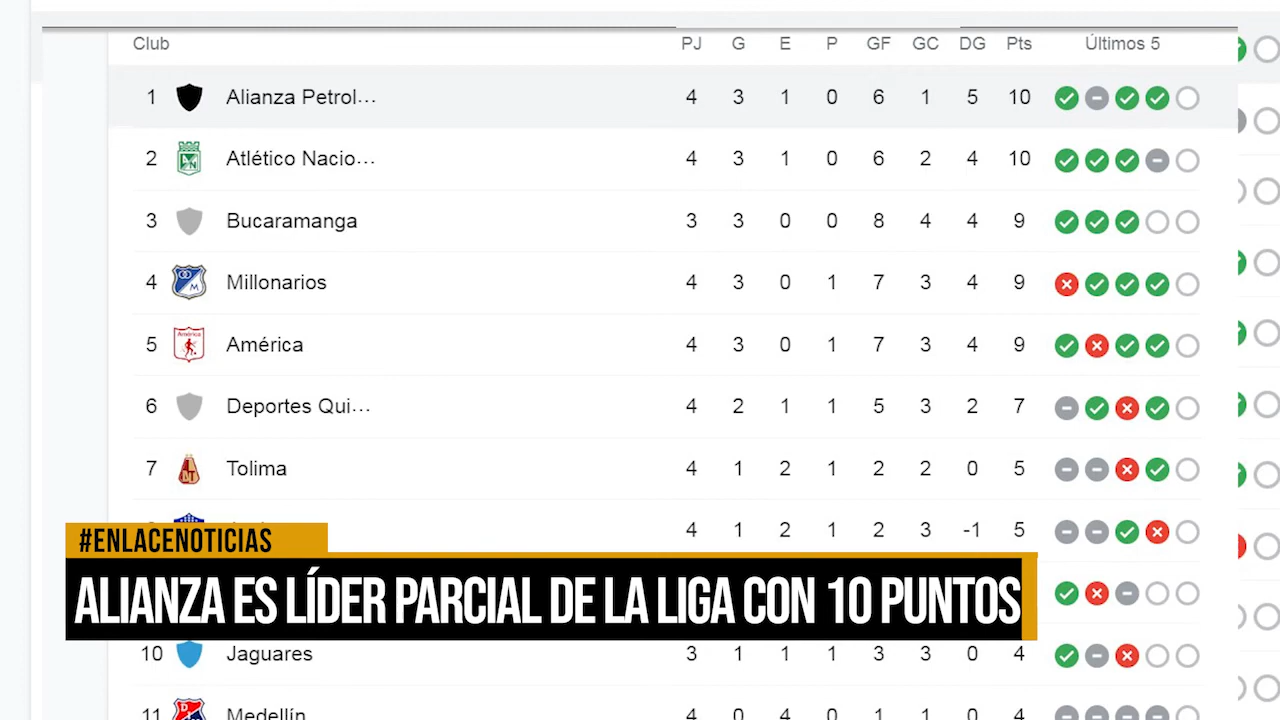 Club PJ G E P GF GC DG Pts Últimos 5
1 Alianza Petrol... 4 3 1 0 6 1 5 10
2 Atlético Nacio... 4 3 1 0 6 2 4 10
3 Bucaramanga 3 3 0 0 8 4 4 9
4 Millonarios 4 3 0 1 7 3 4 9
5 América 4 3 0 1 7 3 4 9
6 Deportes Qui... 4 2 1 1 5 3 2 7
7 Tolima 4 1 2 1 2 2 0 5
4 1 2 1 2 3 -1 5
#ENLACENOTICIAS
ALIANZA ES LÍDER PARCIAL DE LA LIGA CON 10 PUNTOS
10 Jaguares 3 1 1 1 3 3 0 4
11 Medellín 4 0 4 0 1 1 0 4